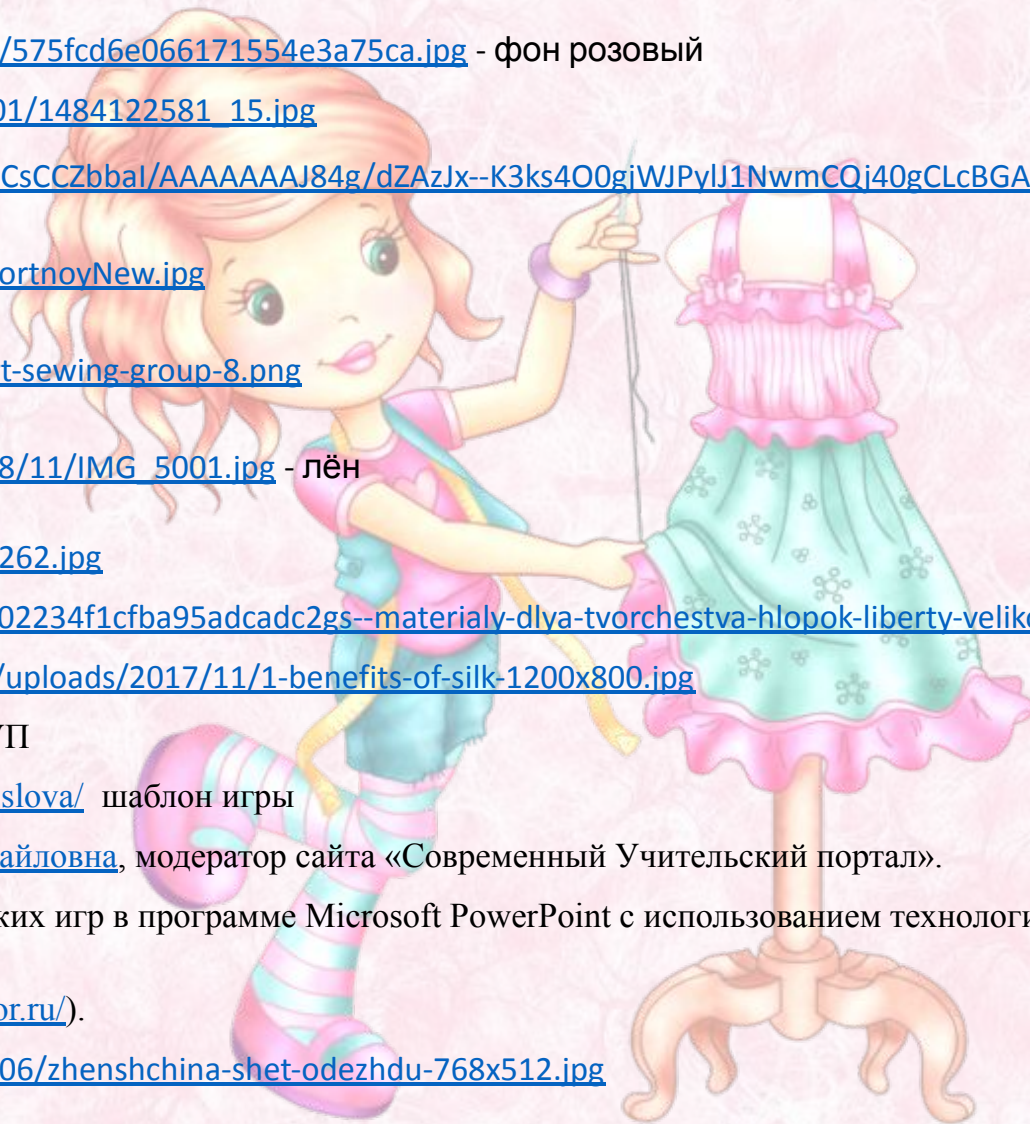 /575fcd6e066171554e3a75ca.jpg - фон розовый
01/1484122581_15.jpg
CsCCZbbaI/AAAAAAAJ84g/dZAzJx--K3ks4O0gjWJPylJ1NwmCQj40gCLcBGA
ortnoyNew.jpg
t-sewing-group-8.png
8/11/IMG_5001.jpg - лён
262.jpg
02234f1cfba95adcadc2gs--materialy-dlya-tvorchestva-hlopok-liberty-veliko
/uploads/2017/11/1-benefits-of-silk-1200x800.jpg
УП
slova/ шаблон игры
айловна, модератор сайта «Современный Учительский портал».
ких игр в программе Microsoft PowerPoint с использованием технологи
or.ru/).
06/zhenshchina-shet-odezhdu-768x512.jpg